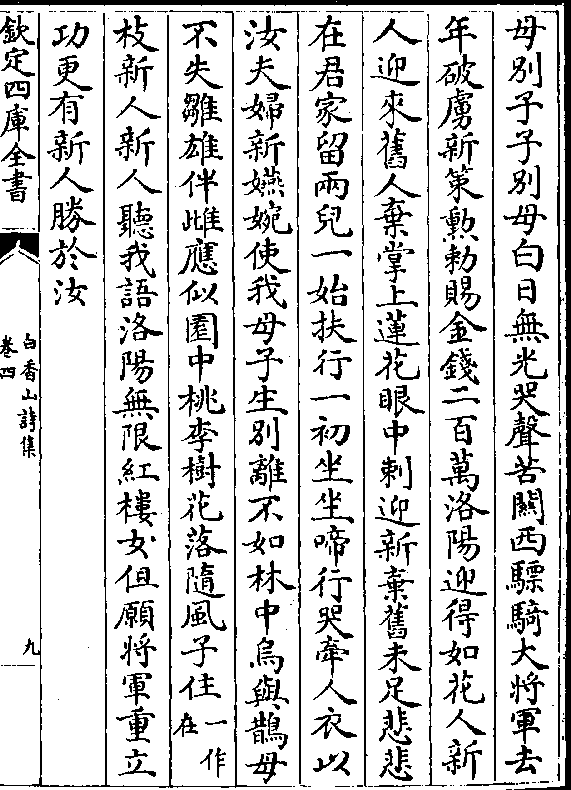 母別子子別母白日無光哭聲苦關西驃騎大將軍去
年破虜新策勲勅賜金錢二百萬洛陽迎得如花人新
人迎來舊人棄掌上蓮花眼中刺迎新棄舊未足悲悲
在君家留兩兒一始扶行一初坐坐啼行哭牽人衣以
汝夫婦新嬿婉使我母子生別離不如林中烏與鵲母
不失雛雄伴雌應似園中桃李樹花落隨風子住一作在
枝新人新人聽我語洛陽無限紅樓女但願將軍重立
功更有新人勝於汝
欽定四庫全書
白香山詩集
卷四
九